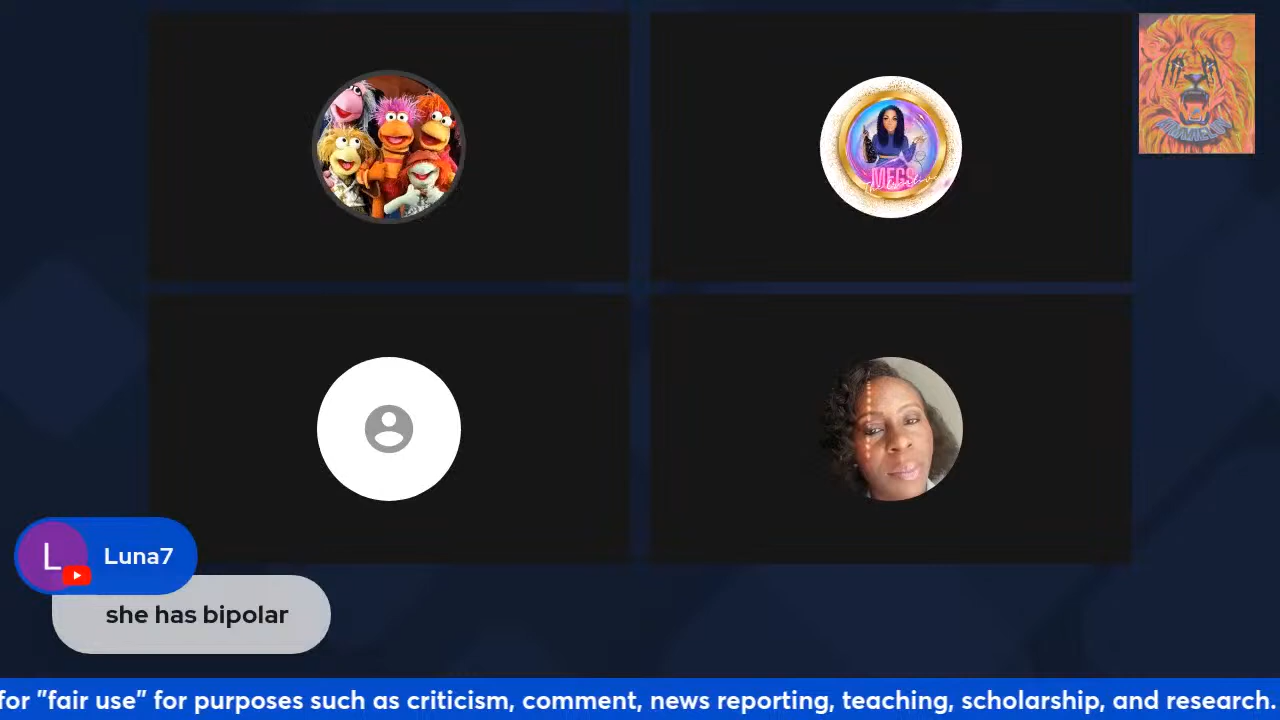 MEGS
L
Luna7
she has bipolar
for "fair use" for purposes such as criticism, comment, news reporting, teaching, scholarship, and research.